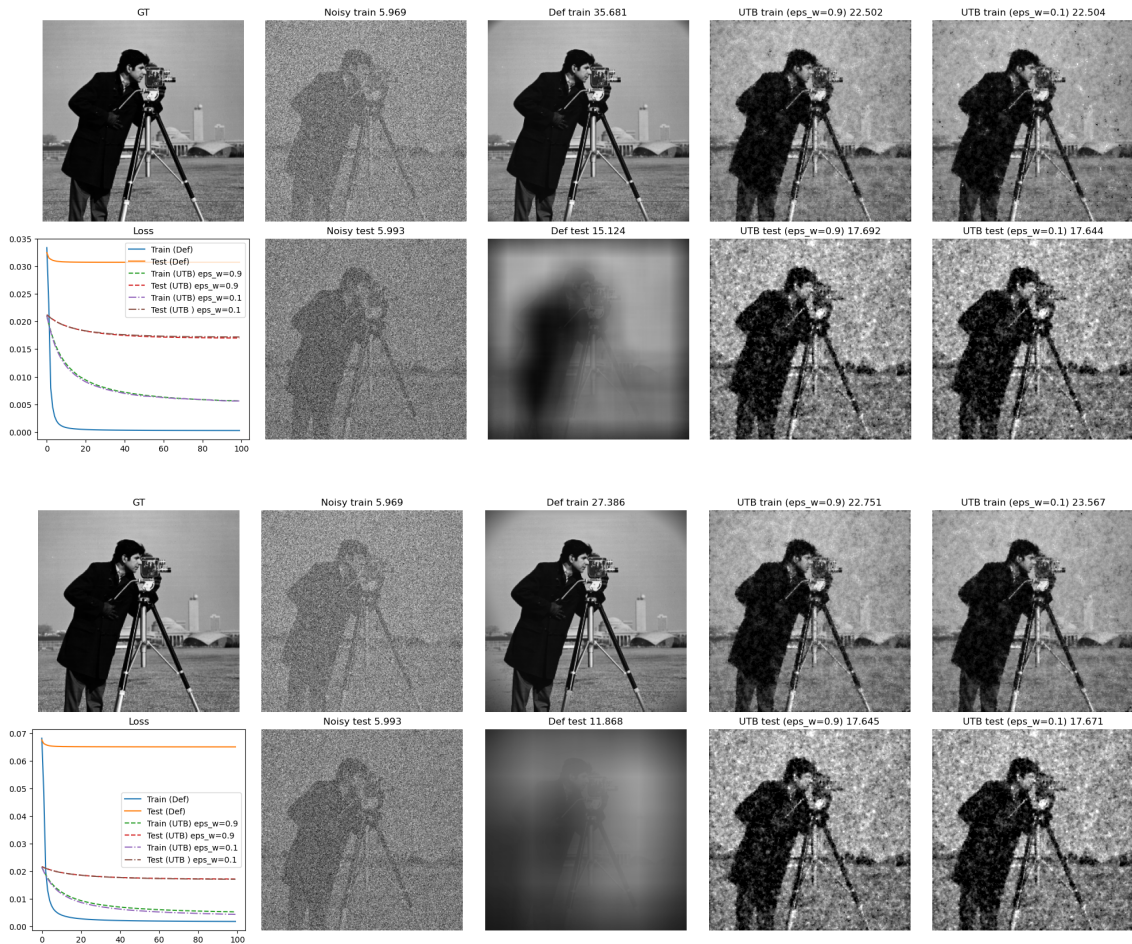 GT
Noisy train 5.969
Def train 35.681
UTB train (eps_w=0.9) 22.502
UTB train (eps_w=0.1) 22.504
Loss
Noisy test 5.993
Def test 15.124
UTB test (eps_w=0.9) 17.692
UTB test (eps_w=0.1) 17.644
0.035
0.030
0.025
0.020
0.015
0.010
0.005
0.000
Train (Def)
Test (Def)
Train (UTB) eps_w=0.9
Test (UTB) eps_w=0.9
Train (UTB) eps_w=0.1
Test (UTB ) eps_w=0.1
0 20 40 60 80 100
GT
Noisy train 5.969
Def train 27.386
UTB train (eps_w=0.9) 22.751
UTB train (eps_w=0.1) 23.567
Loss
Noisy test 5.993
Def test 11.868
UTB test (eps_w=0.9) 17.645
UTB test (eps_w=0.1) 17.671
0.07
0.06
0.05
0.04
0.03
0.02
0.01
0.00
Train (Def)
Test (Def)
Train (UTB) eps_w=0.9
Test (UTB) eps_w=0.9
Train (UTB) eps_w=0.1
Test (UTB ) eps_w=0.1
0 20 40 60 80 100